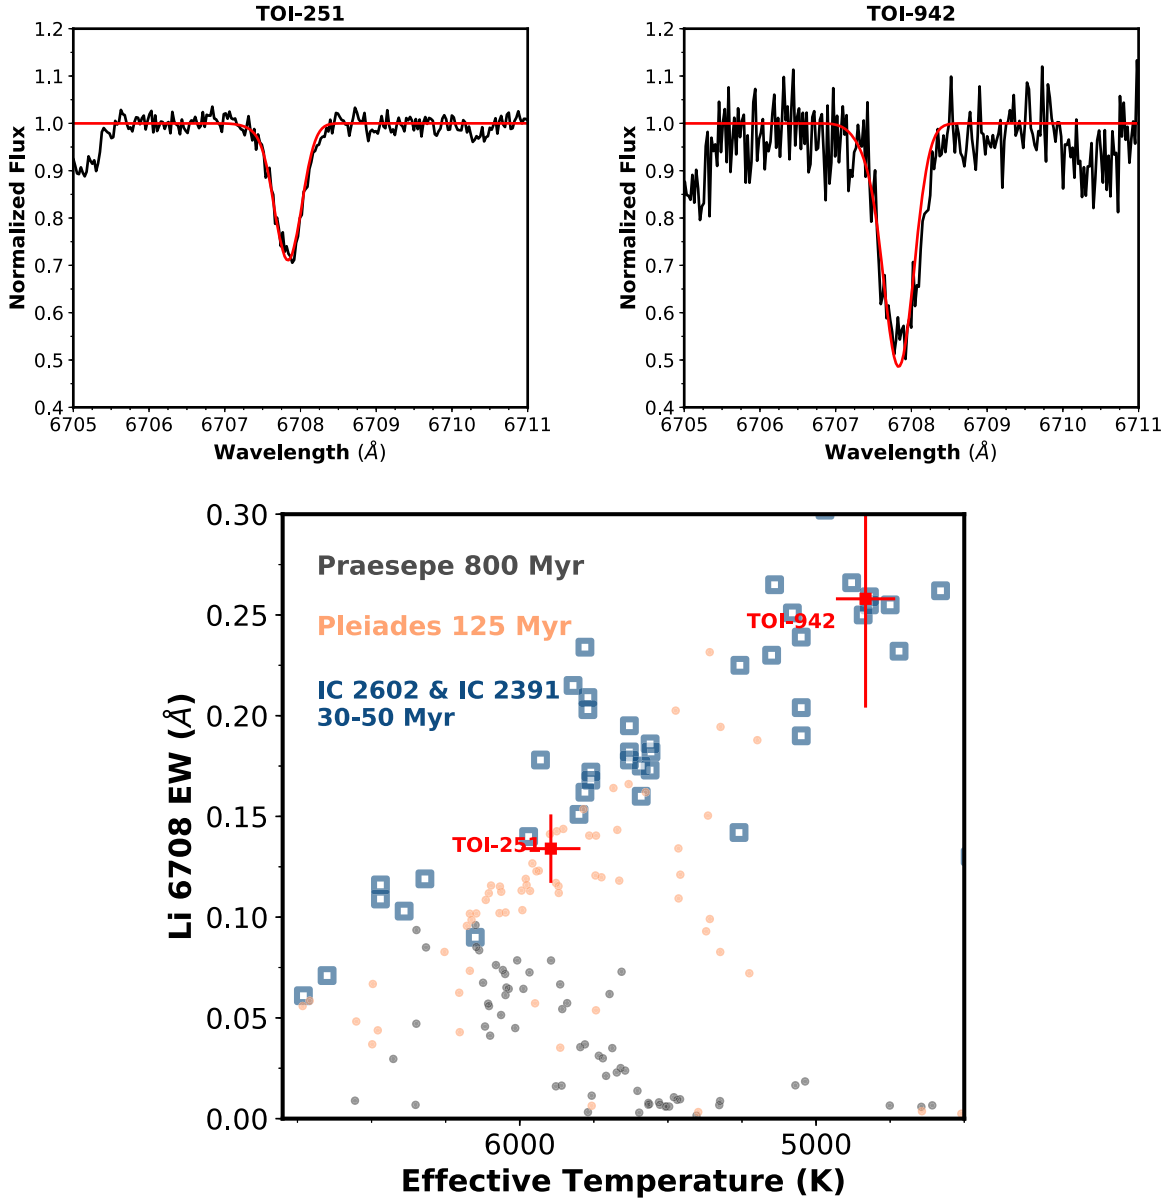 TOI-251
1.2
1.1
1.0
0.9
0.8
0.7
0.6
0.5
0.4
Normalized Flux
6705 6706 6707 6708 6709 6710 6711
Wavelength (Å)
TOI-942
1.2
1.1
1.0
0.9
0.8
0.7
0.6
0.5
0.4
Normalized Flux
6705 6706 6707 6708 6709 6710 6711
Wavelength (Å)
0.30
0.25
0.20
0.15
0.10
0.05
0.00
Li 6708 EW (Å)
Praesepe 800 Myr
Pleiades 125 Myr
IC 2602 & IC 2391
30-50 Myr
TOI-942
TOI-251
6000 5000
Effective Temperature (K)